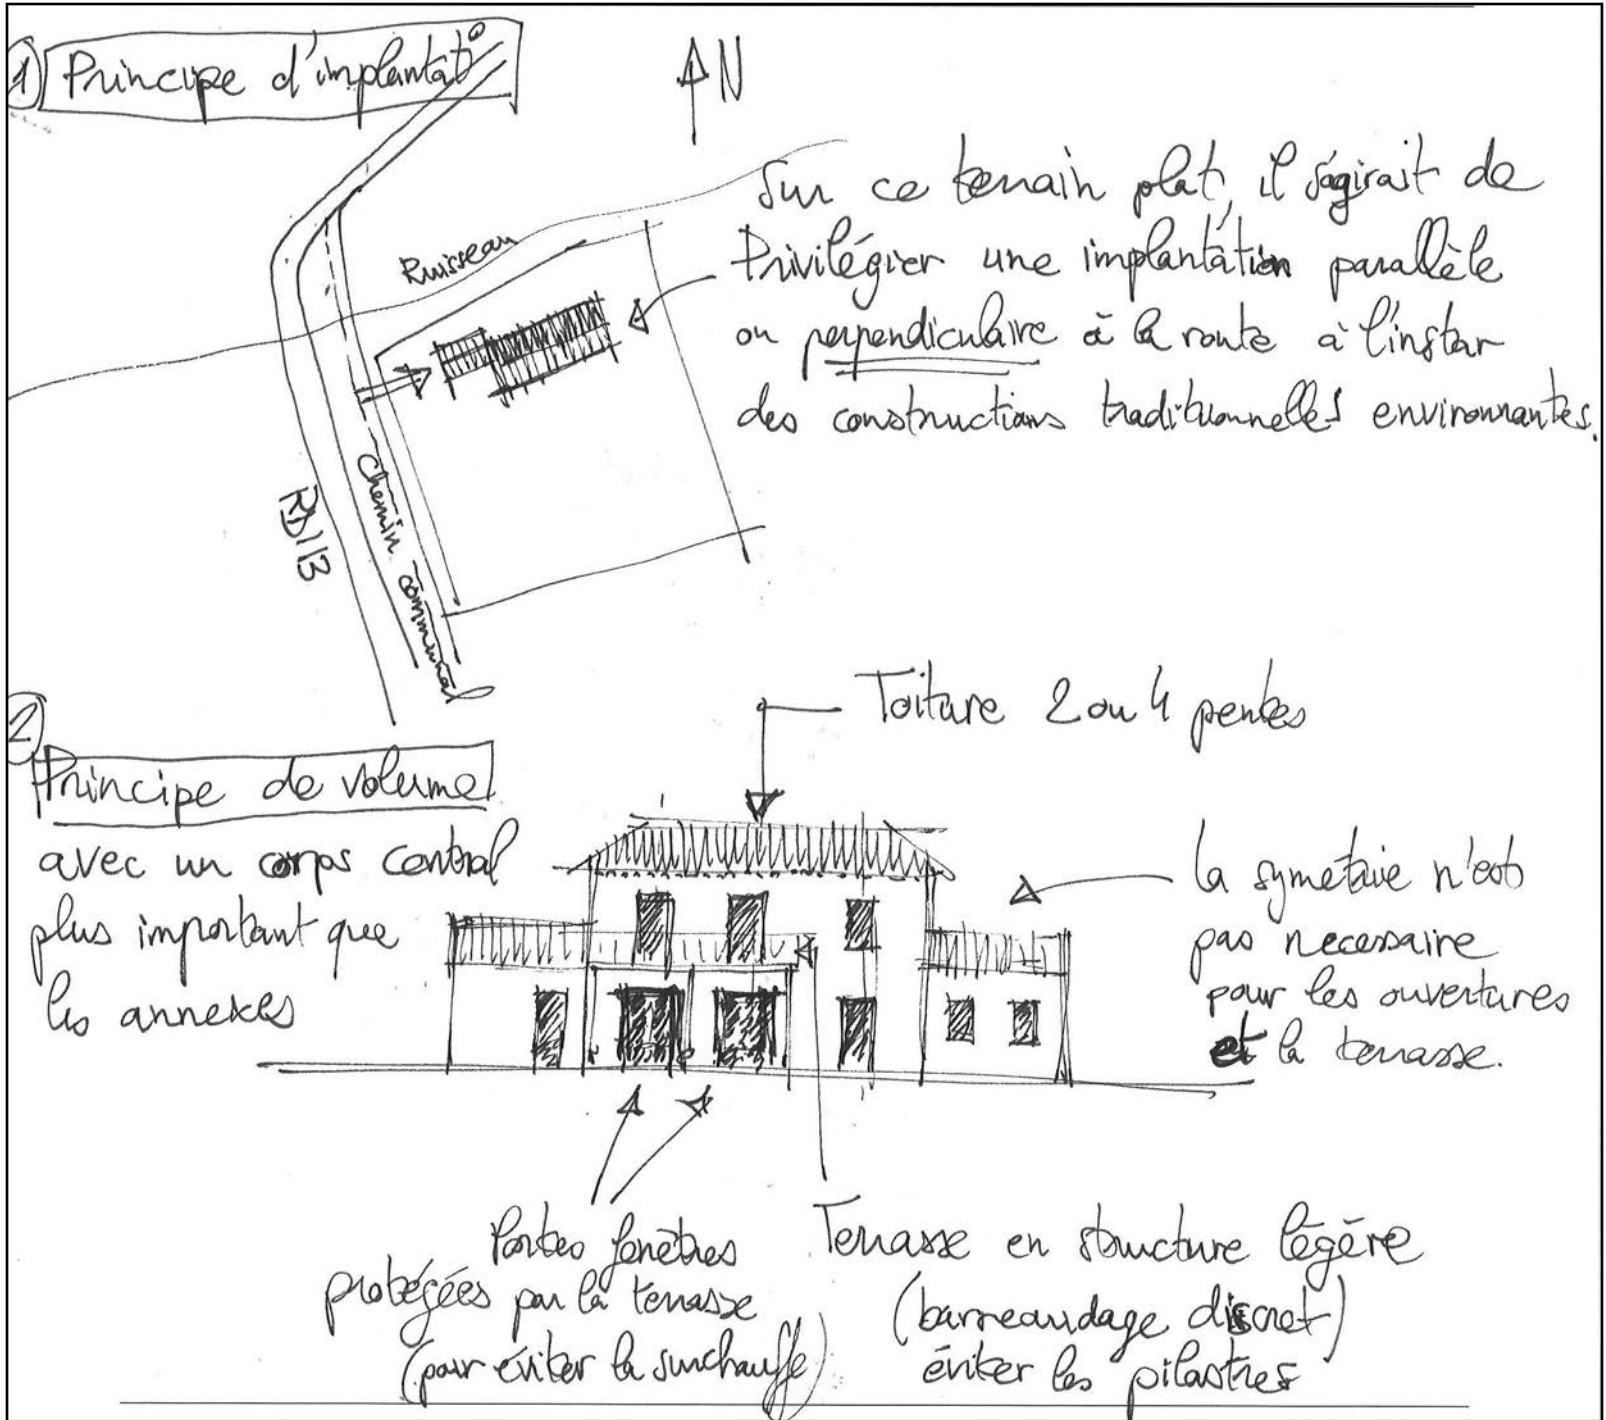 ① Principe d'implantat°
N
Sur ce terrain plat, il s'agirait de
Privilégier une implantation parallèle
ou perpendiculaire à la route à l'instar
des constructions traditionnelles environnantes.
Ruisseau
Chemin communal
RD113
② Principe de volume
avec un corps central
plus important que
les annexes
Toiture 2 ou 4 pentes
la symetrie n'est
pas necessaire
pour les ouvertures
et la terrasse.
Portes fenêtres
protégées par la terrasse
(pour éviter la surchauffe)
Terrasse en structure légère
(barreaudage discret)
éviter les pilastres